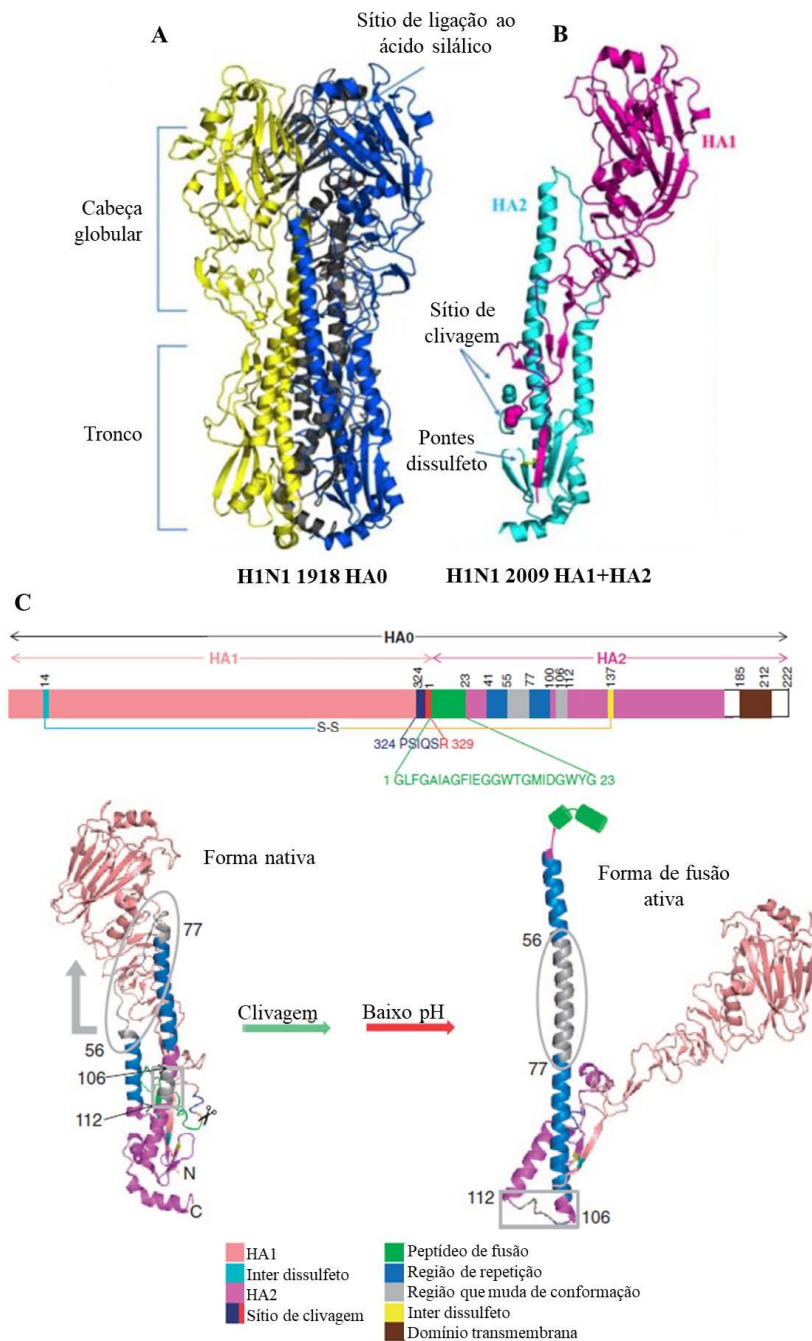 A
Sítio de ligação ao
ácido silálico
B
HA1
HA2
Cabeça
globular
Sítio de
clivagem
Tronco
Pontes
dissulfeto
H1N1 1918 HA0
H1N1 2009 HA1+HA2
C
HA0
HA1
HA2
14
324
1
23
41
55
77
100
106
112
137
185
212
222
S-S
324 PSIQSR 329
1 GLFGAIAGFIEGGWTGMIDGWYG 23
Forma nativa
Forma de fusão
ativa
77
56
106
112
N
C
Clivagem
Baixo pH
56
77
112
106
HA1
Inter dissulfeto
HA2
Sítio de clivagem
Peptídeo de fusão
Região de repetição
Região que muda de conformação
Inter dissulfeto
Domínio transmembrana